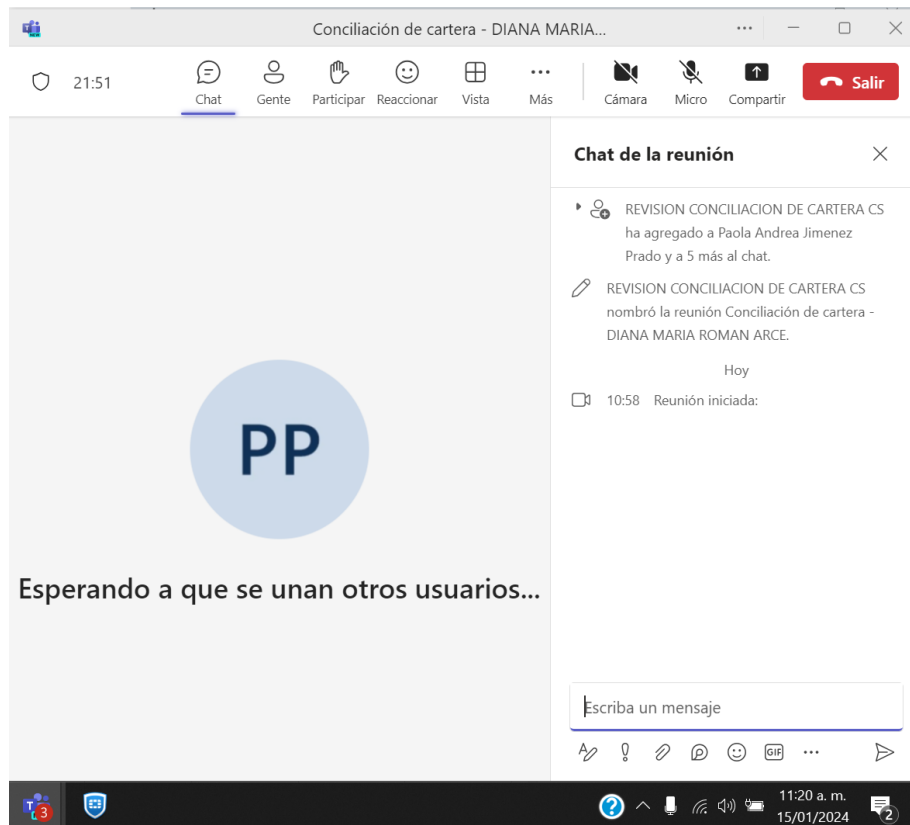 Conciliación de cartera - DIANA MARIA...
21:51
Chat
Gente
Participar
Reaccionar
Vista
Más
Cámara
Micro
Compartir
Salir
PP
Esperando a que se unan otros usuarios...
Chat de la reunión
REVISION CONCILIACION DE CARTERA CS
ha agregado a Paola Andrea Jimenez
Prado y a 5 más al chat.
REVISION CONCILIACION DE CARTERA CS
nombró la reunión Conciliación de cartera -
DIANA MARIA ROMAN ARCE.
Hoy
10:58 Reunión iniciada:
Escriba un mensaje
GIF
T
3
11:20 a. m.
15/01/2024
2